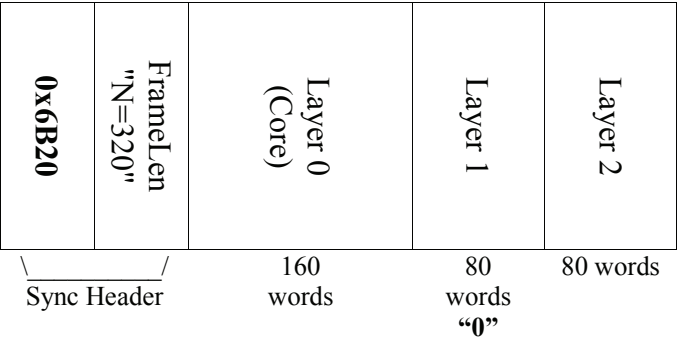 0x6B20
FrameLen
"N=320"
Layer 0
(Core)
Layer 1
Layer 2
\__________/
Sync Header
160
words
80
words
“0”
80 words